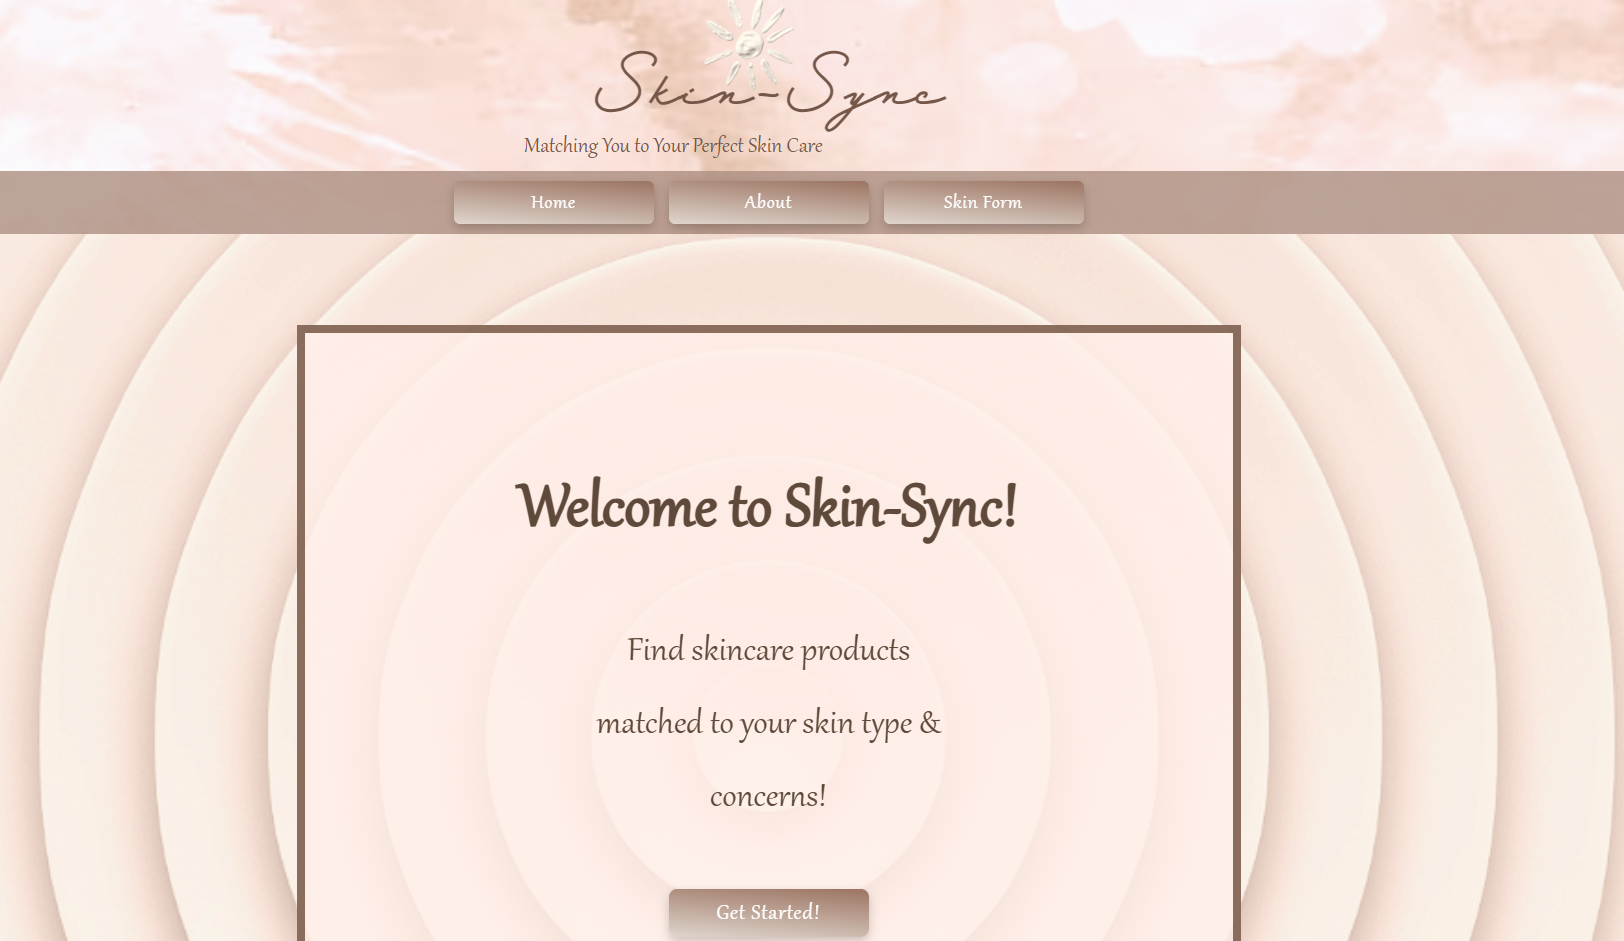 Skin-Sync
Matching You to Your Perfect Skin Care
Home About Skin Form
Welcome to Skin-Sync!
Find skincare products
matched to your skin type &
concerns!
Get Started!